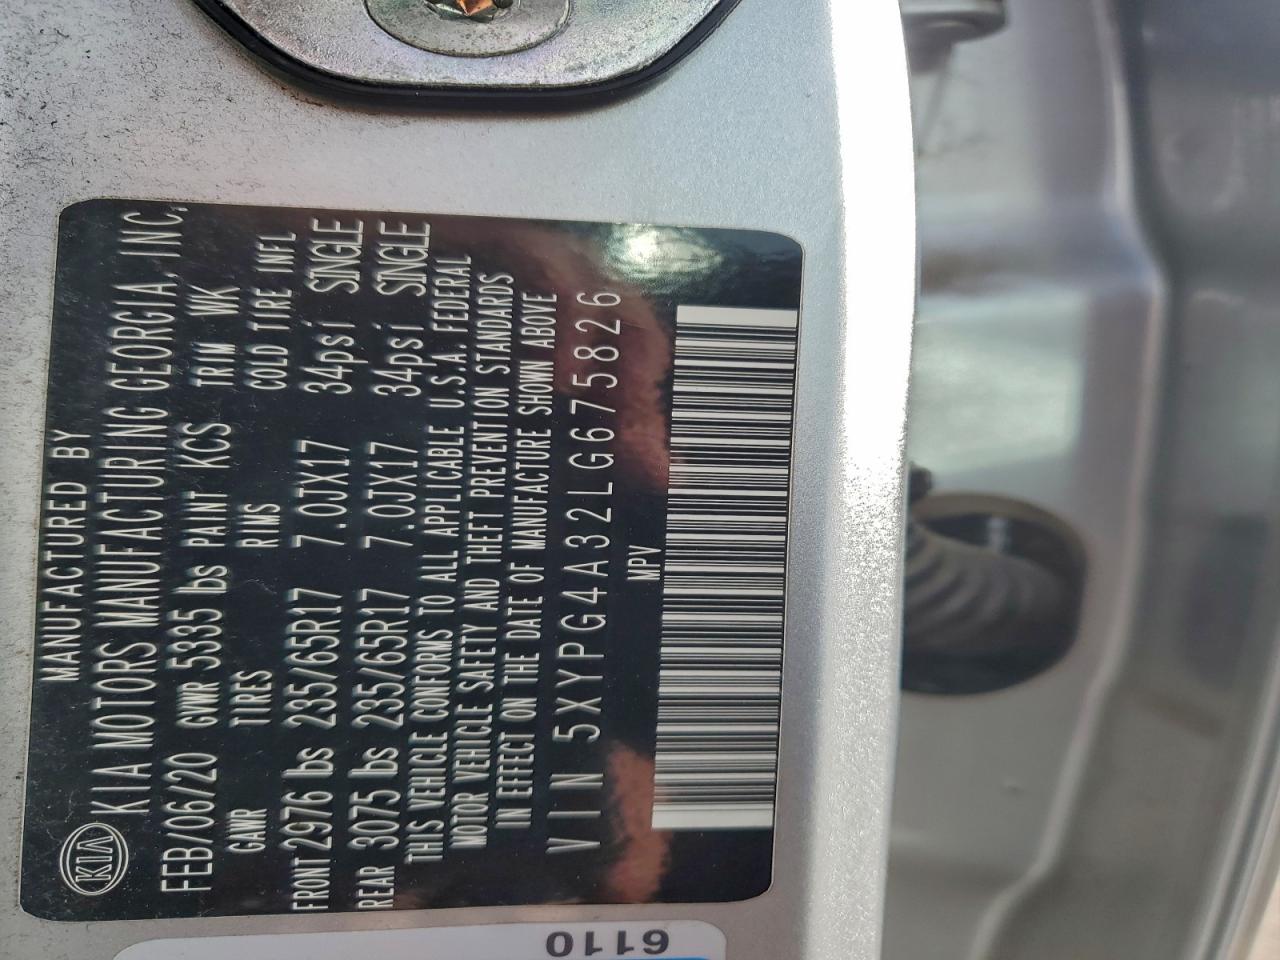 MANUFACTURED BY
KIA KIA MOTORS MANUFACTURING GEORGIA, INC.
FEB/06/20 GVWR 5335 lbs PAINT KCS TRIM WK
GAWR TIRES RIMS COLD TIRE INFL
FRONT 2976 lbs 235/65R17 7.0JX17 34psi SINGLE
REAR 3075 lbs 235/65R17 7.0JX17 34psi SINGLE
THIS VEHICLE CONFORMS TO ALL APPLICABLE U.S.A. FEDERAL
MOTOR VEHICLE SAFETY AND THEFT PREVENTION STANDARDS
IN EFFECT ON THE DATE OF MANUFACTURE SHOWN ABOVE
VIN 5XYPG4A32LG675826
MPV
6110